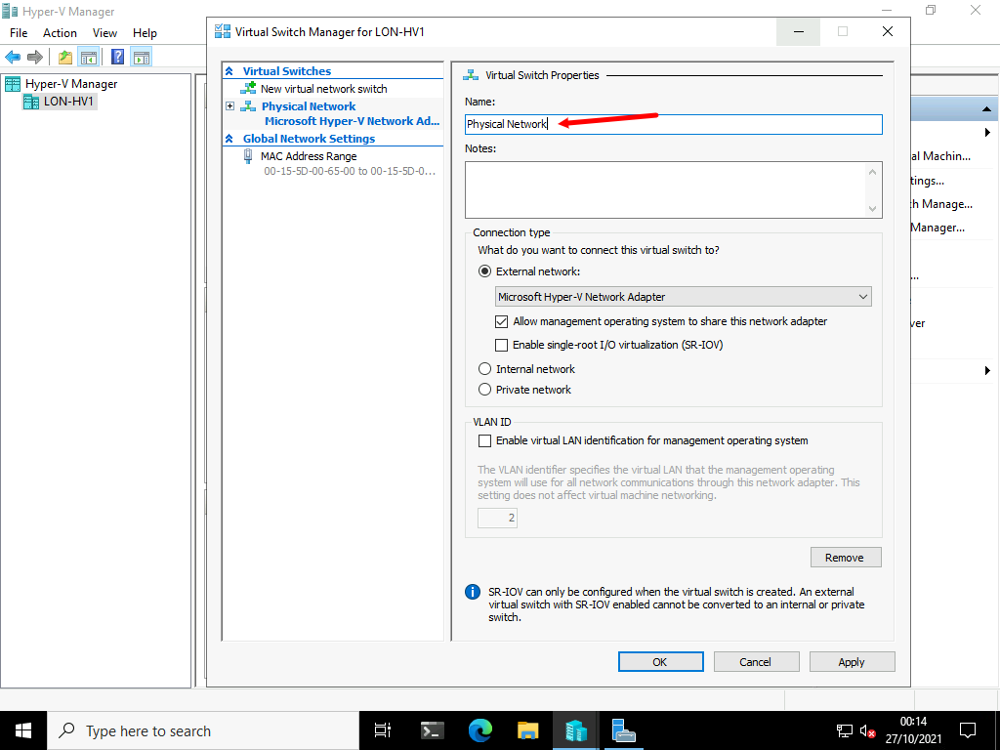 Hyper-V Manager
File Action View Help
Hyper-V Manager
LON-HV1
Virtual Switch Manager for LON-HV1
Virtual Switches
New virtual network switch
Physical Network
Microsoft Hyper-V Network Ad...
Global Network Settings
MAC Address Range
00-15-5D-00-65-00 to 00-15-5D-0...
Virtual Switch Properties
Name:
Physical Network
Notes:
Connection type
What do you want to connect this virtual switch to?
External network:
Microsoft Hyper-V Network Adapter
Allow management operating system to share this network adapter
Enable single-root I/O virtualization (SR-IOV)
Internal network
Private network
VLAN ID
Enable virtual LAN identification for management operating system
The VLAN identifier specifies the virtual LAN that the management operating
system will use for all network communications through this network adapter. This
setting does not affect virtual machine networking.
2
Remove
SR-IOV can only be configured when the virtual switch is created. An external
virtual switch with SR-IOV enabled cannot be converted to an internal or private
switch.
OK Cancel Apply
al Machin...
tings...
h Manage...
Manager...
...
ver
Type here to search
00:14
27/10/2021